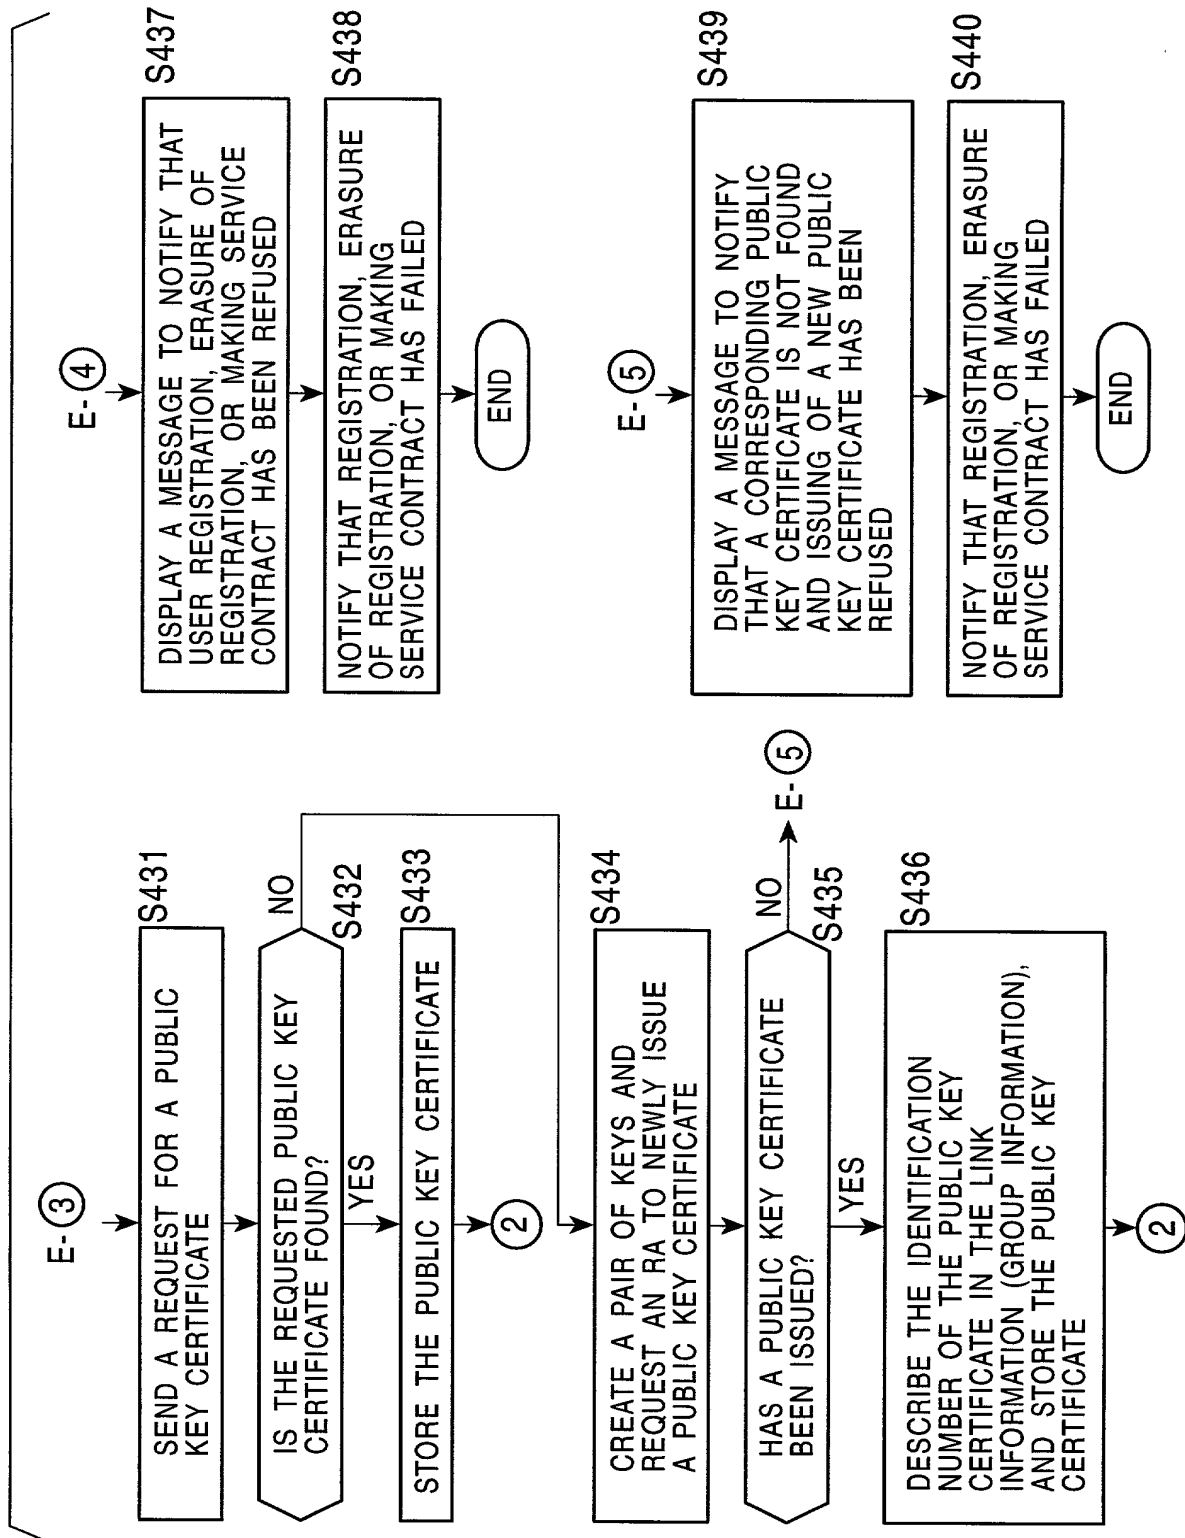 E-③
S431
SEND A REQUEST FOR A PUBLIC
KEY CERTIFICATE
S432
IS THE REQUESTED PUBLIC KEY
CERTIFICATE FOUND?
NO
YES
S433
STORE THE PUBLIC KEY CERTIFICATE
②
S434
CREATE A PAIR OF KEYS AND
REQUEST AN RA TO NEWLY ISSUE
A PUBLIC KEY CERTIFICATE
S435
HAS A PUBLIC KEY CERTIFICATE
BEEN ISSUED?
NO
E-⑤
YES
S436
DESCRIBE THE IDENTIFICATION
NUMBER OF THE PUBLIC KEY
CERTIFICATE IN THE LINK
INFORMATION (GROUP INFORMATION),
AND STORE THE PUBLIC KEY
CERTIFICATE
②
E-④
S437
DISPLAY A MESSAGE TO NOTIFY THAT
USER REGISTRATION, ERASURE OF
REGISTRATION, OR MAKING SERVICE
CONTRACT HAS BEEN REFUSED
S438
NOTIFY THAT REGISTRATION, ERASURE
OF REGISTRATION, OR MAKING
SERVICE CONTRACT HAS FAILED
END
E-⑤
S439
DISPLAY A MESSAGE TO NOTIFY
THAT A CORRESPONDING PUBLIC
KEY CERTIFICATE IS NOT FOUND
AND ISSUING OF A NEW PUBLIC
KEY CERTIFICATE HAS BEEN
REFUSED
S440
NOTIFY THAT REGISTRATION, ERASURE
OF REGISTRATION, OR MAKING
SERVICE CONTRACT HAS FAILED
END